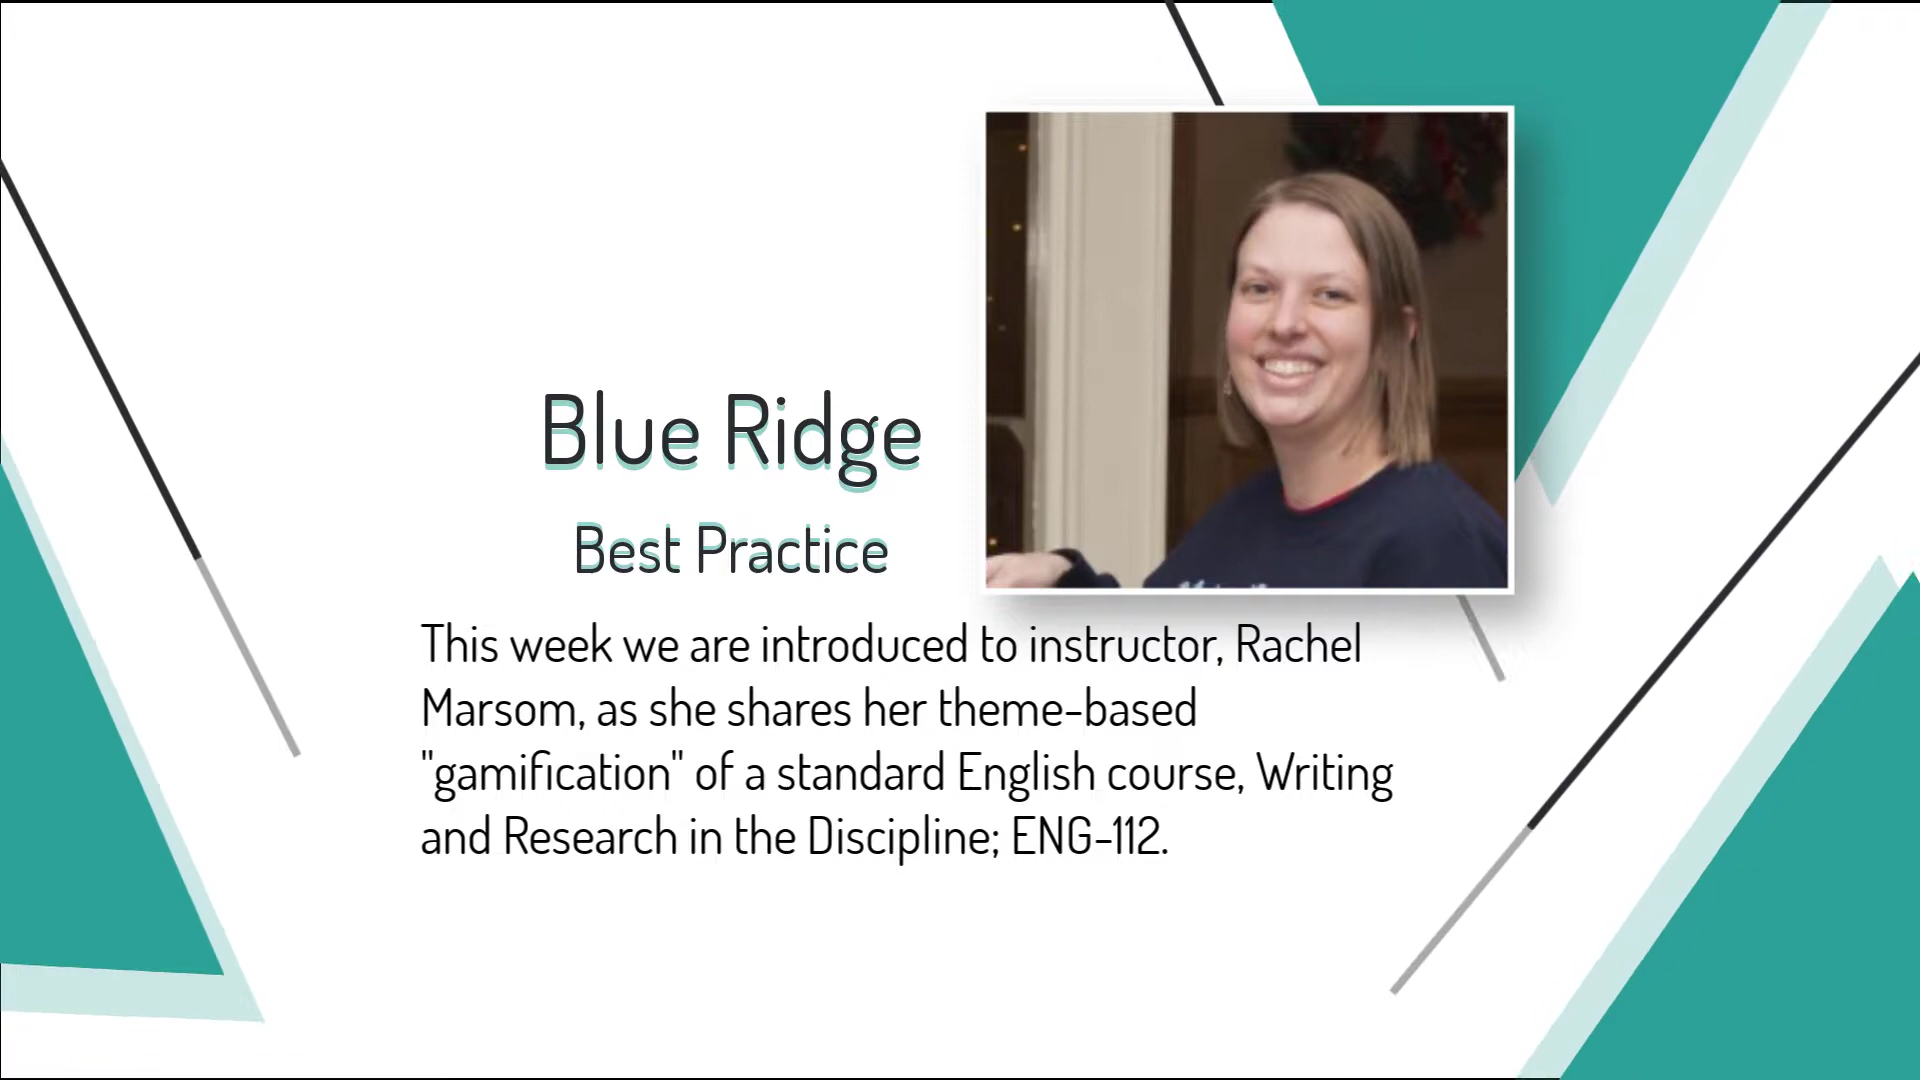 Blue Ridge
Best Practice
This week we are introduced to instructor, Rachel
Marsom, as she shares her theme-based
"gamification" of a standard English course, Writing
and Research in the Discipline; ENG-112.